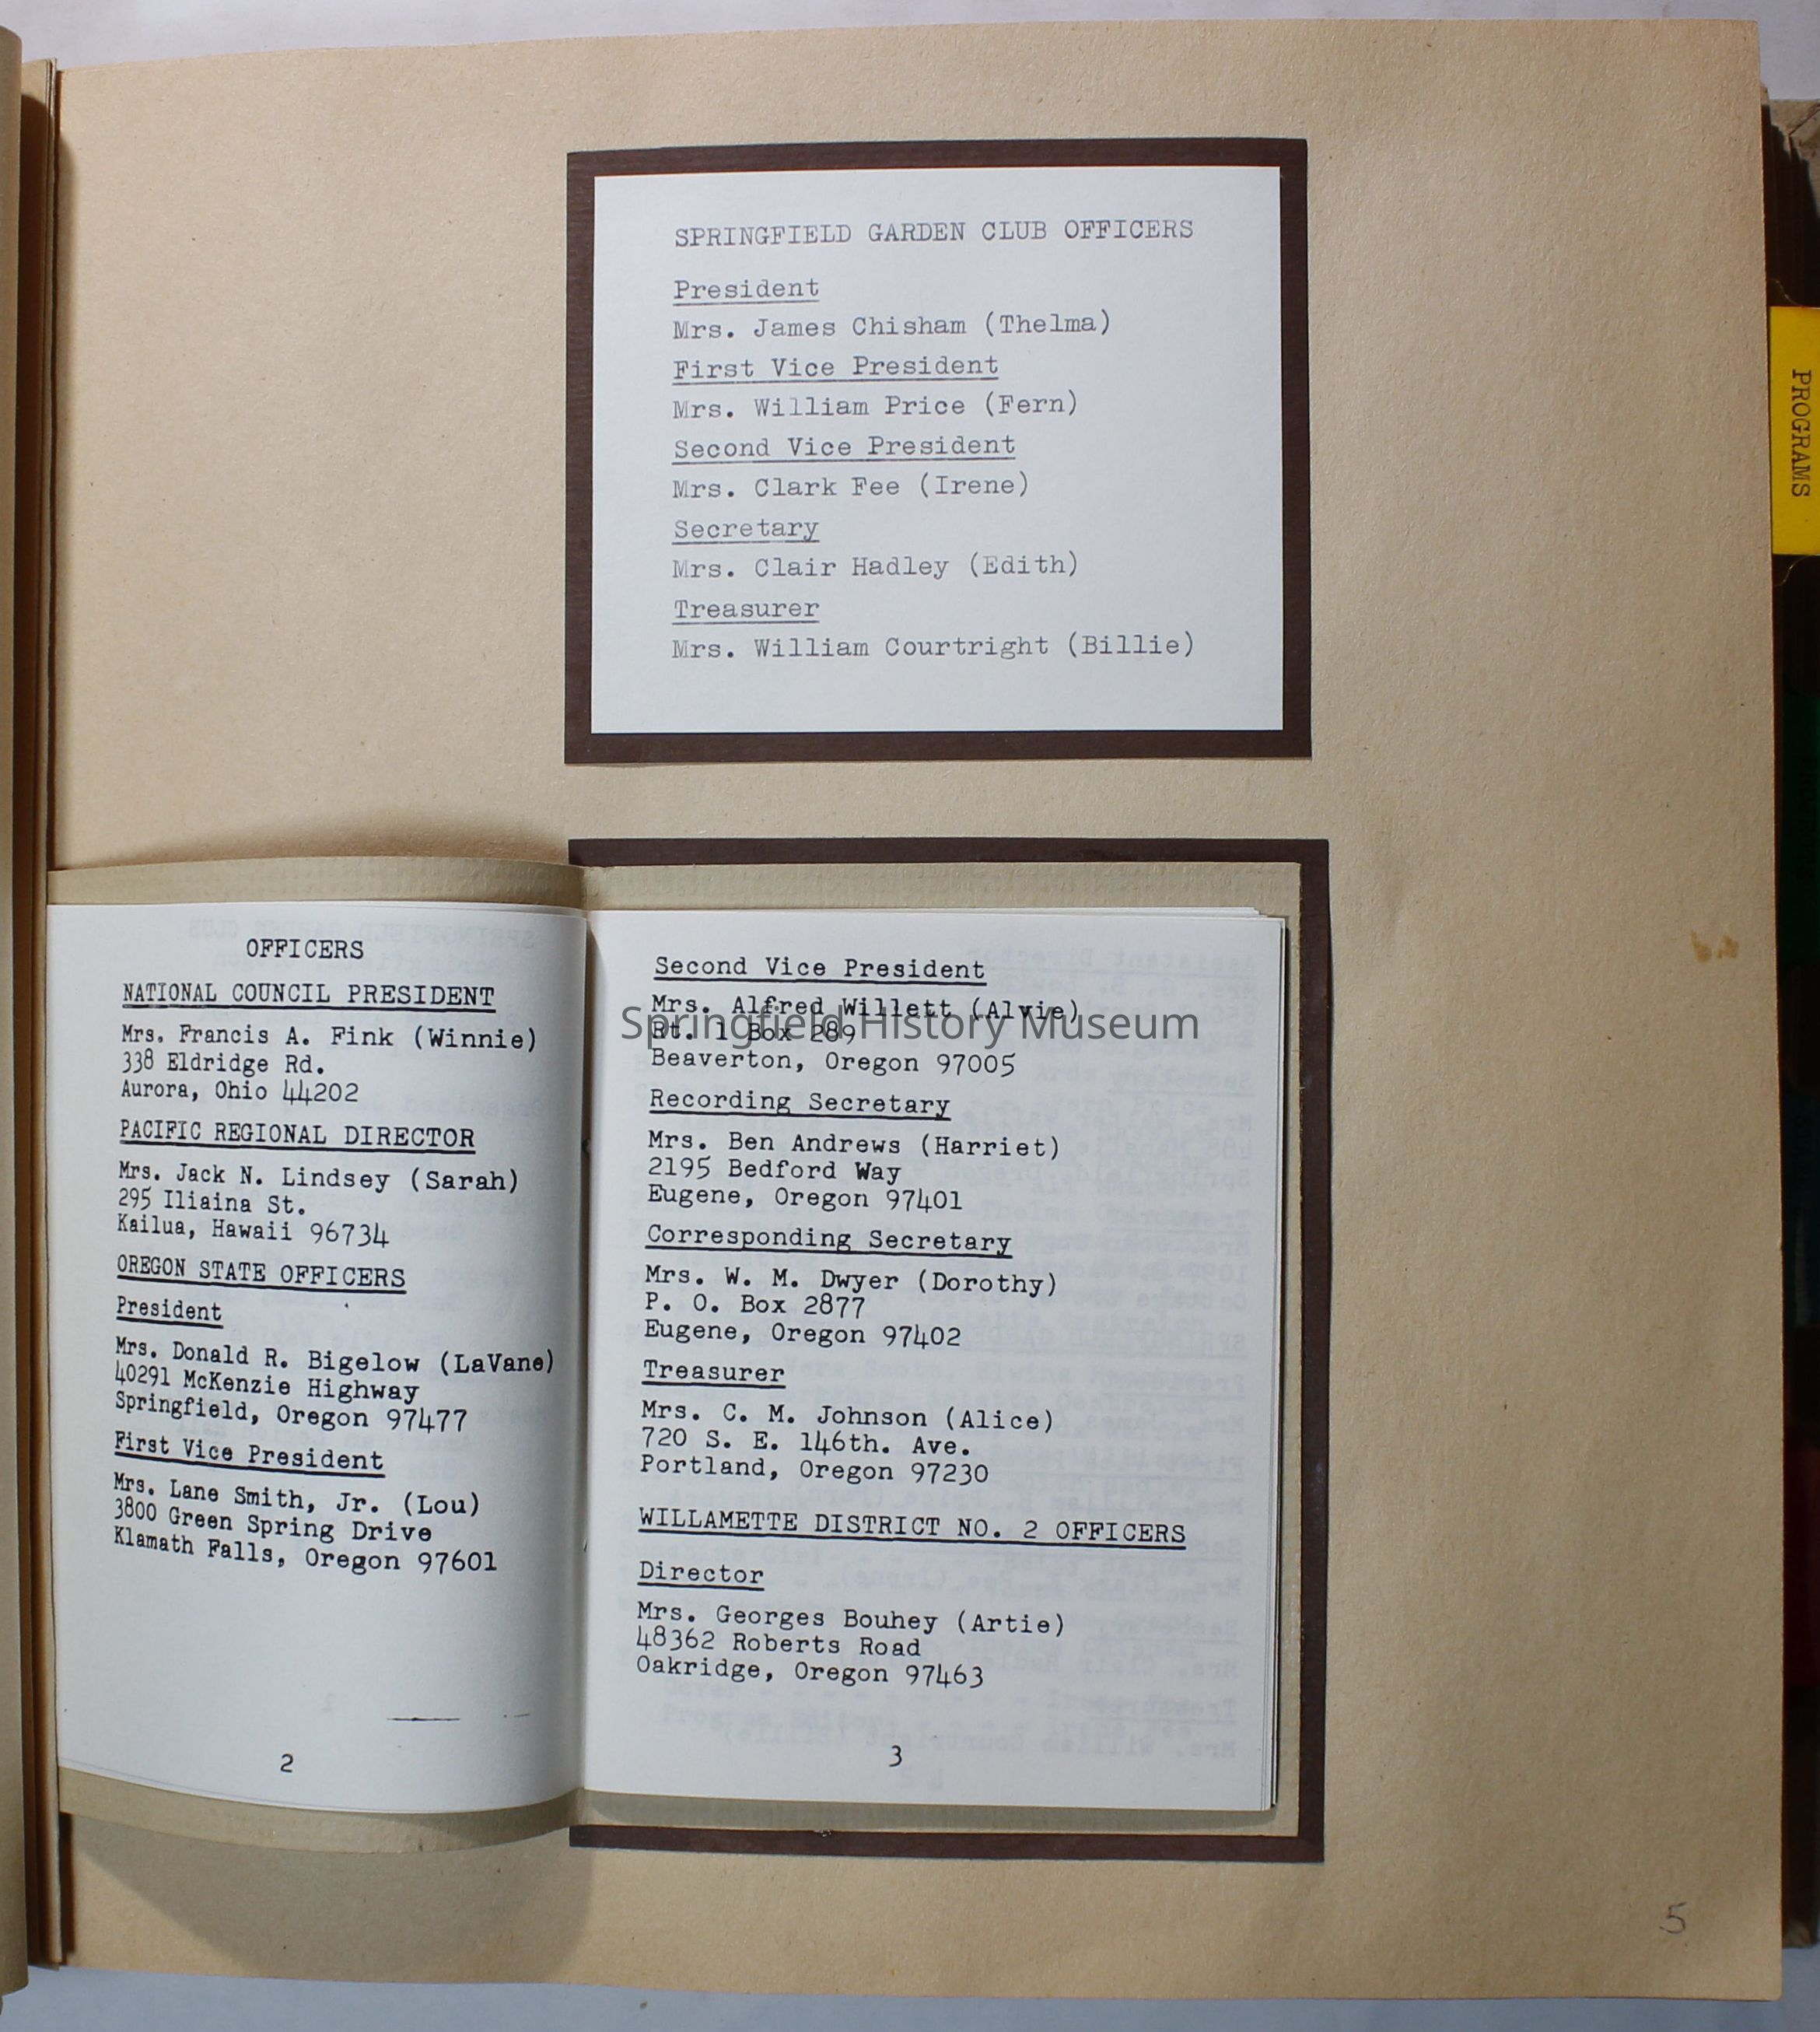 SPRINGFIELD GARDEN CLUB OFFICERS
President
Mrs. James Chisham (Thelma)
First Vice President
Mrs. William Price (Fern)
Second Vice President
Mrs. Clark Fee (Irene)
Secretary
Mrs. Clair Hadley (Edith)
Treasurer
Mrs. William Courtright (Billie)
PROGRAMS
OFFICERS
NATIONAL COUNCIL PRESIDENT
Mrs. Francis A. Fink (Winnie)
338 Eldridge Rd.
Aurora, Ohio 44202
PACIFIC REGIONAL DIRECTOR
Mrs. Jack N. Lindsey (Sarah)
295 Iliaina St.
Kailua, Hawaii 96734
OREGON STATE OFFICERS
President
Mrs. Donald R. Bigelow (LaVane)
40291 McKenzie Highway
Springfield, Oregon 97477
First Vice President
Mrs. Lane Smith, Jr. (Lou)
3800 Green Spring Drive
Klamath Falls, Oregon 97601
2
Second Vice President
Mrs. Alfred Willett (Alvie)
Rt. 1 Box 289
Beaverton, Oregon 97005
Recording Secretary
Mrs. Ben Andrews (Harriet)
2195 Bedford Way
Eugene, Oregon 97401
Corresponding Secretary
Mrs. W. M. Dwyer (Dorothy)
P. O. Box 2877
Eugene, Oregon 97402
Treasurer
Mrs. C. M. Johnson (Alice)
720 S. E. 146th. Ave.
Portland, Oregon 97230
WILLAMETTE DISTRICT NO. 2 OFFICERS
Director
Mrs. Georges Bouhey (Artie)
48362 Roberts Road
Oakridge, Oregon 97463
3
Springfield History Museum
5